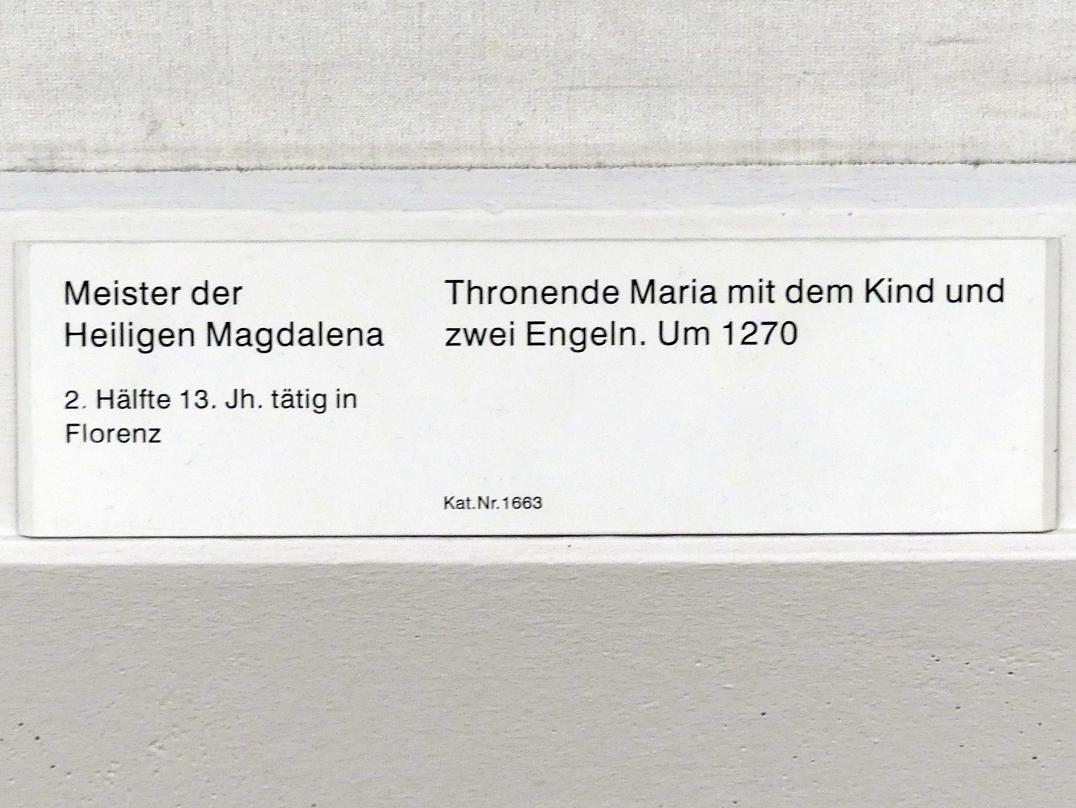 Meister der
Heiligen Magdalena
2. Hälfte 13. Jh. tätig in
Florenz
Thronende Maria mit dem Kind und
zwei Engeln. Um 1270
Kat.Nr.1663